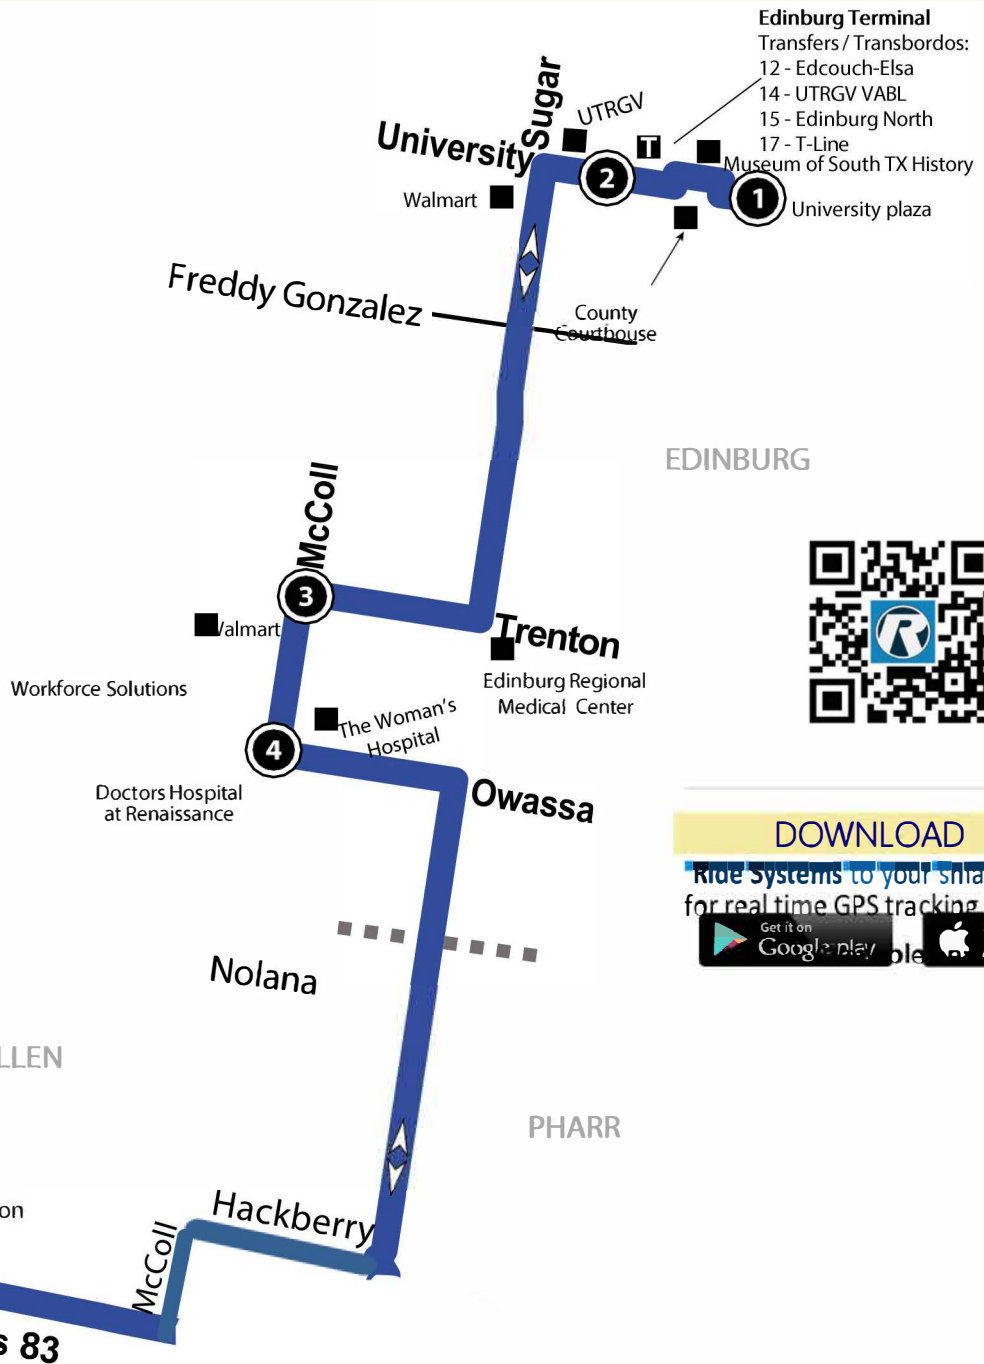 Edinburg Terminal
Transfers / Transbordos:
12 - Edcouch-Elsa
14 - UTRGV VABL
15 - Edinburg North
17 - T-Line
Museum of South TX History
Sugar
UTRGV
University
T
2
1
Walmart
University plaza
Freddy Gonzalez
County
Courthouse
EDINBURG
McColl
3
Walmart
Trenton
Workforce Solutions
Edinburg Regional
Medical Center
The Woman's
Hospital
4
Doctors Hospital
at Renaissance
Owassa
R
DOWNLOAD
Ride Systems to your
for real time GPS tracking
Get it on
Google play
Nolana
LLEN
PHARR
on
Hackberry
McColl
s 83